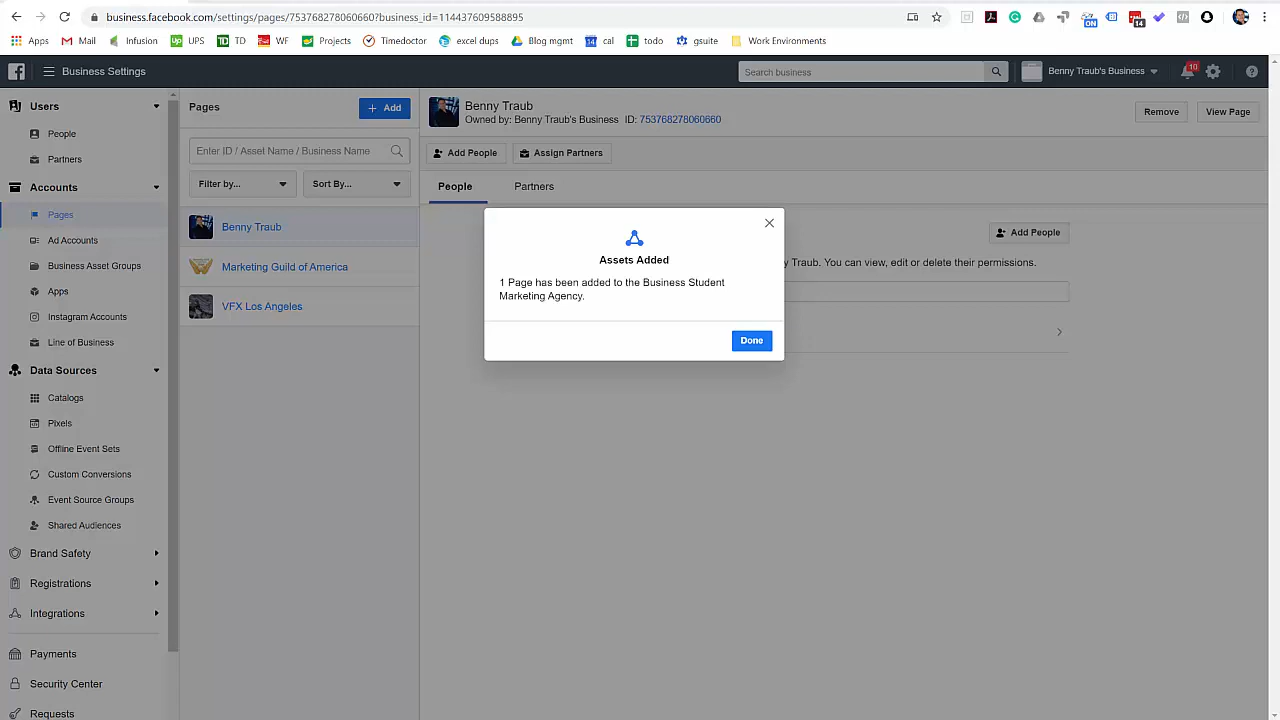 business.facebook.com/settings/pages/753768278060660?business_id=114437609588895
ON
14
Apps
Mail
Infusion
Up
UPS
TD
WF
Projects
Timedoctor
excel dups
Blog mgmt
14
cal
todo
gsuite
Work Environments
Business Settings
Search business
Benny Traub's Business
10
Users
People
Partners
Accounts
Pages
Ad Accounts
Business Asset Groups
Apps
Instagram Accounts
Line of Business
Data Sources
Catalogs
Pixels
Offline Event Sets
Custom Conversions
Event Source Groups
Shared Audiences
Brand Safety
Registrations
Integrations
Payments
Security Center
Requests
Pages
+ Add
Enter ID / Asset Name / Business Name
Filter by...
Sort By...
Benny Traub
Marketing Guild of America
VFX Los Angeles
Benny Traub
Owned by: Benny Traub's Business ID: 753768278060660
Remove
View Page
Add People
Assign Partners
People
Partners
Add People
y Traub. You can view, edit or delete their permissions.
Assets Added
1 Page has been added to the Business Student
Marketing Agency.
Done